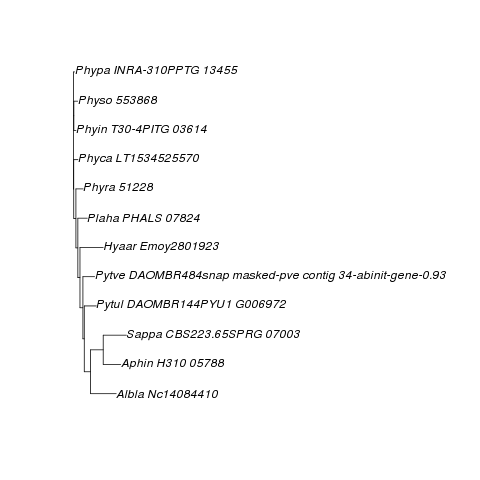 Phypa INRA-310PPTG 13455
Physo 553868
Phyin T30-4PITG 03614
Phyca LT1534525570
Phyra 51228
Plaha PHALS 07824
Hyaar Emoy2801923
Pytve DAOMBR484snap masked-pve contig 34-abinit-gene-0.93
Pytul DAOMBR144PYU1 G006972
Sappa CBS223.65SPRG 07003
Aphin H310 05788
Albla Nc14084410